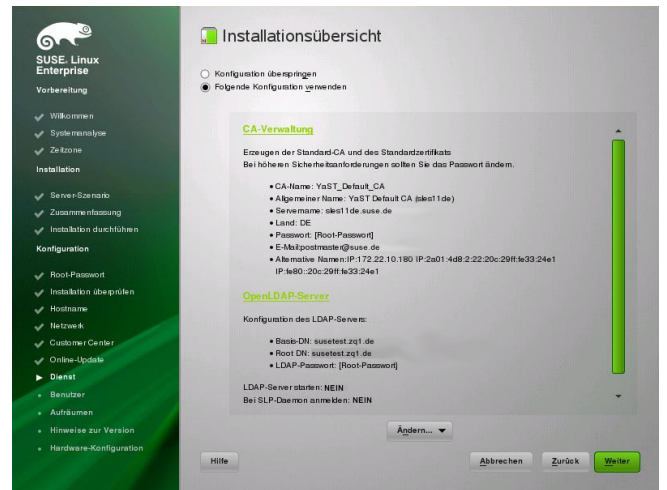 SUSE. Linux
Enterprise
Vorbereitung
Willkommen
Systemanalyse
Zeitzone
Installation
Server-Szenario
Zusammenfassung
Installation durchführen
Konfiguration
Root-Passwort
Installation überprüfen
Hostname
Netzwerk
Customer Center
Online-Update
Dienst
Benutzer
Aufräumen
Hinweise zur Version
Hardware-Konfiguration
Installationsübersicht
Konfiguration überspringen
Folgende Konfiguration verwenden
CA-Verwaltung
Erzeugen der Standard-CA und des Standardzertifikats
Bei höheren Sicherheitsanforderungen sollten Sie das Passwort ändern.
• CA-Name: YaST_Default_CA
• Allgemeiner Name: YaST Default CA (sles11de)
• Servername: sles11de.suse.de
• Land: DE
• Passwort: [Root-Passwort]
• E-Mail:postmaster@suse.de
• Alternative Namen:IP:172.22.10.180 IP:2a01:4d8:2:22:20c:29ff:fe33:24e1
IP:fe80::20c:29ff:fe33:24e1
OpenLDAP-Server
Konfiguration des LDAP-Servers:
• Basis-DN: susetest.zq1.de
• Root DN: susetest.zq1.de
• LDAP-Passwort: [Root-Passwort]
LDAP-Server starten: NEIN
Bei SLP-Daemon anmelden: NEIN
Ändern...
Hilfe
Abbrechen
Zurück
Weiter